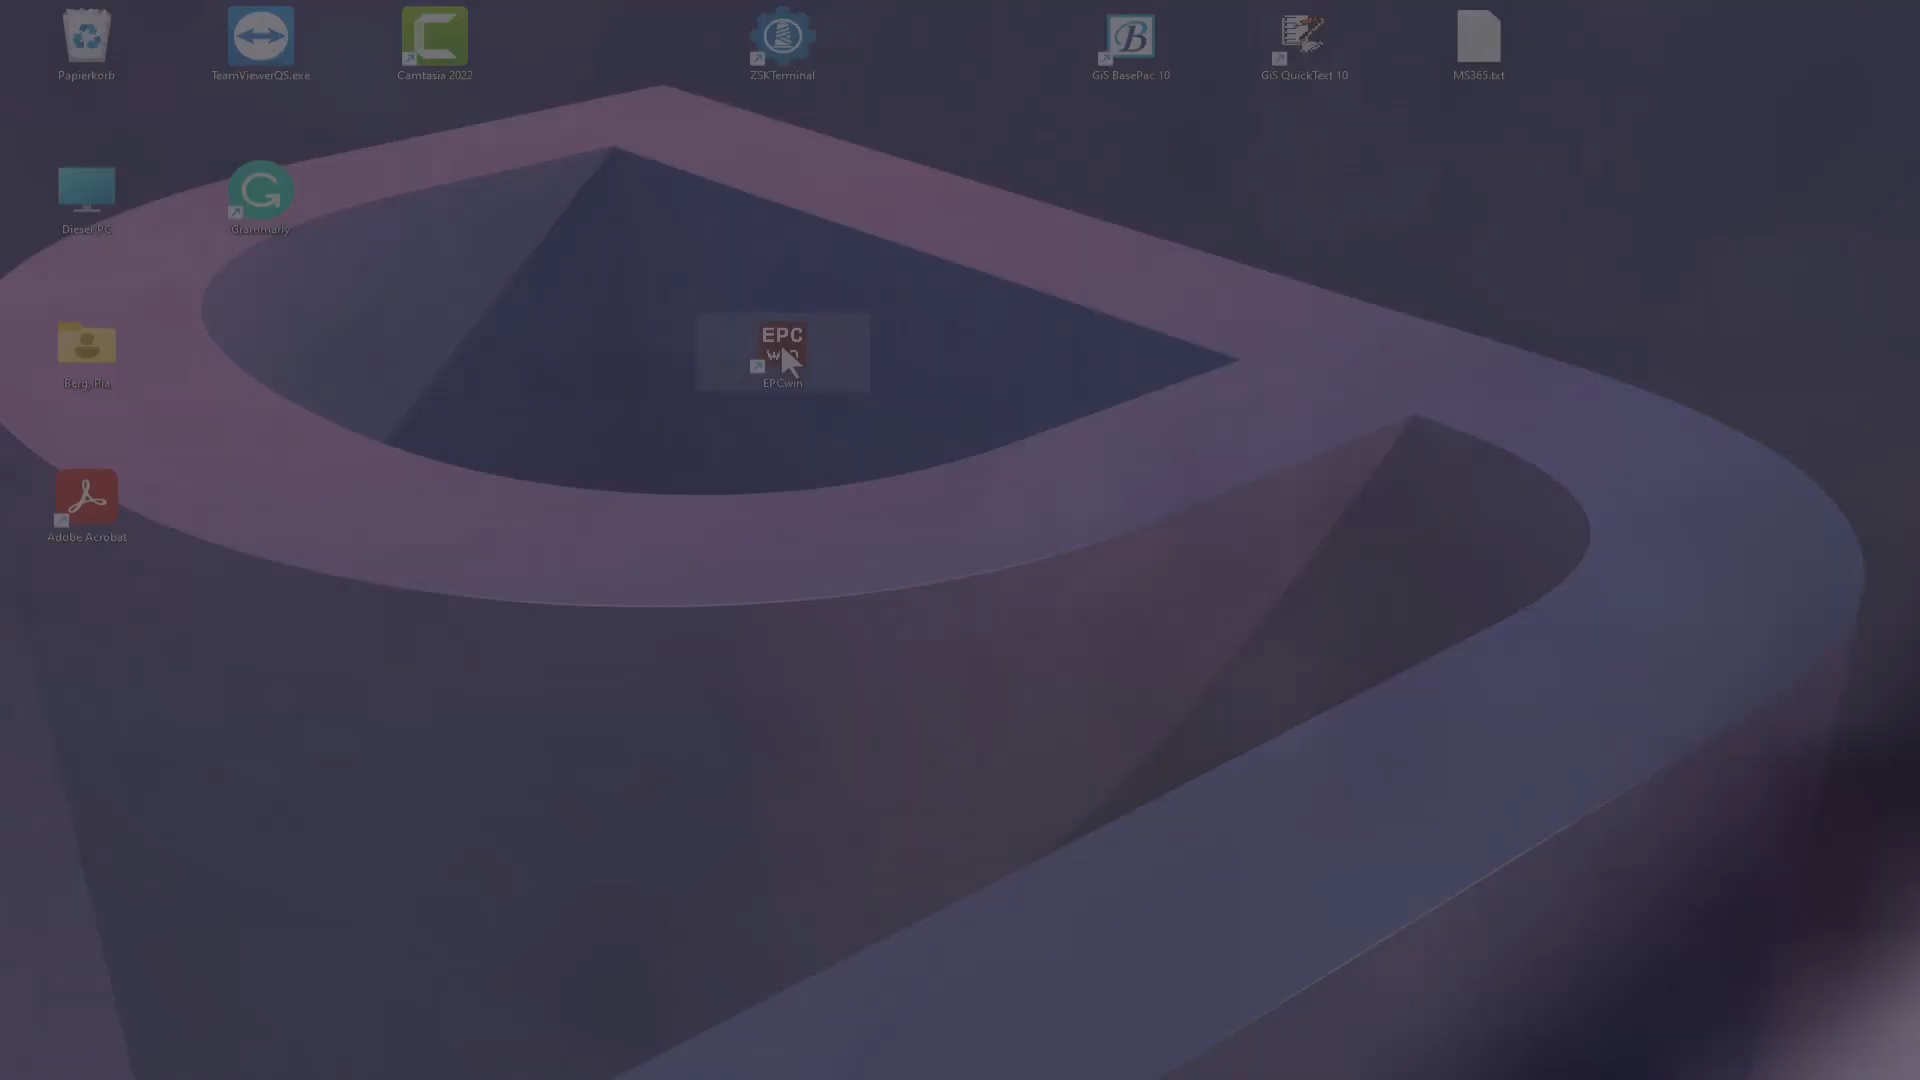 Papierkorb
TeamViewerQS.exe
Camtasia 2022
ZSKTerminal
B
GiS BasePac 10
GiS QuickText 10
MS365.txt
Dieser PC
Grammarly
EPC
win
EPCwin
Berg, Pia
Adobe Acrobat